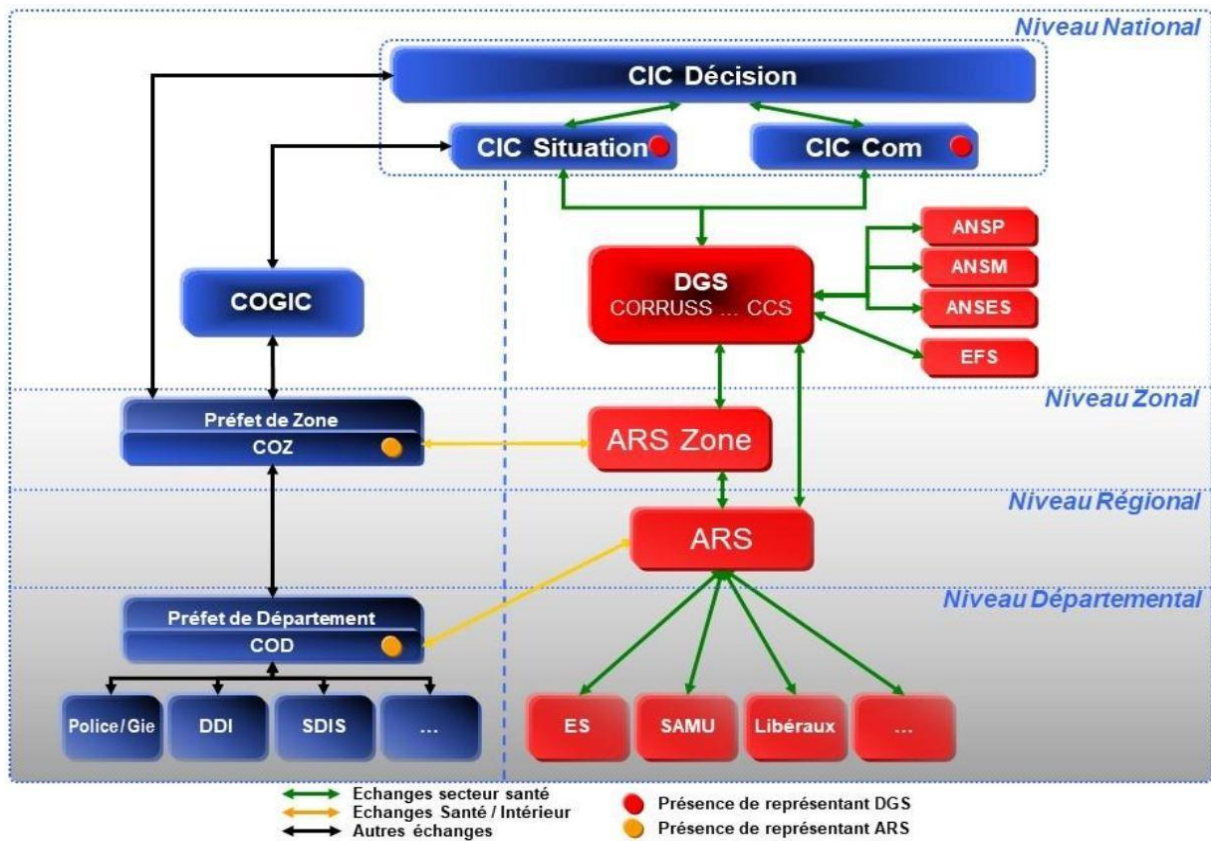 Niveau National
CIC Décision
CIC Situation
CIC Com
ANSP
ANSM
ANSES
EFS
DGS
CORRUSS ... CCS
COGIC
Niveau Zonal
Préfet de Zone
COZ
ARS Zone
Niveau Régional
ARS
Niveau Départemental
Préfet de Département
COD
Police/Gie
DDI
SDIS
...
ES
SAMU
Libéraux
...
Echanges secteur santé
Echanges Santé / Intérieur
Autres échanges
Présence de représentant DGS
Présence de représentant ARS